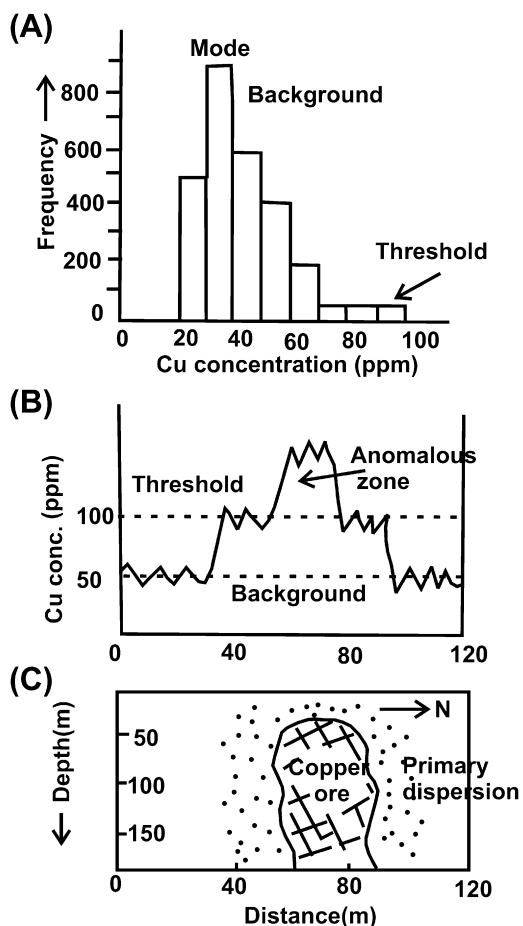 (A)
Mode
Background
Frequency
800
600
400
200
0
Threshold
0 20 40 60 80 100
Cu concentration (ppm)
(B)
Cu conc. (ppm)
Threshold
Anomalous
zone
100
50
Background
0 40 80 120
(C)
Depth(m)
N
50
100
150
Copper
ore
Primary
dispersion
0 40 80 120
Distance(m)